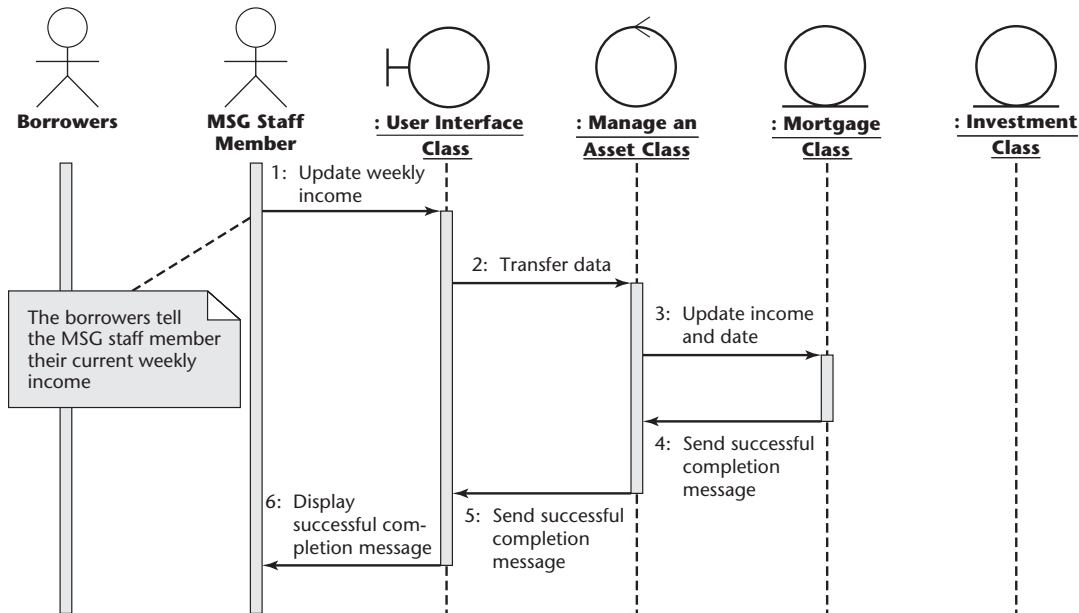 Borrowers
MSG Staff
Member
: User Interface
Class
: Manage an
Asset Class
: Mortgage
Class
: Investment
Class
1: Update weekly
income
2: Transfer data
The borrowers tell
the MSG staff member
their current weekly
income
3: Update income
and date
4: Send successful
completion
message
5: Send successful
completion
message
6: Display
successful com-
pletion message